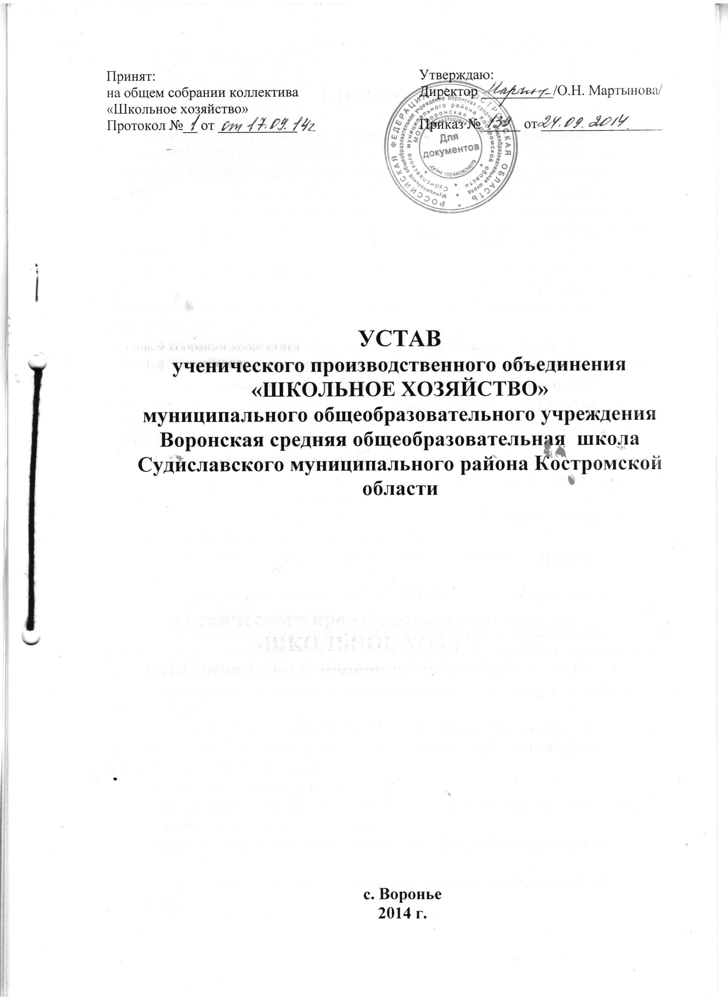 Принят:
на общем собрании коллектива
«Школьное хозяйство»
Протокол № 1 от от 17.09.14г
Утверждаю:
Директор /О.Н. Мартынова/
Приказ № 139 от 24.09.2014.
РОССИЙСКАЯ ФЕДЕРАЦИЯ • КОСТРОМСКАЯ ОБЛАСТЬ •
Муниципальное общеобразовательное учреждение Воронская средняя общеобразовательная школа
Судиславского муниципального района Костромской области
МОУ Воронская СОШ
ОГРН 1024402634079
Для
документов
УСТАВ
ученического производственного объединения
«ШКОЛЬНОЕ ХОЗЯЙСТВО»
муниципального общеобразовательного учреждения
Воронская средняя общеобразовательная школа
Судиславского муниципального района Костромской
области
с. Воронье
2014 г.